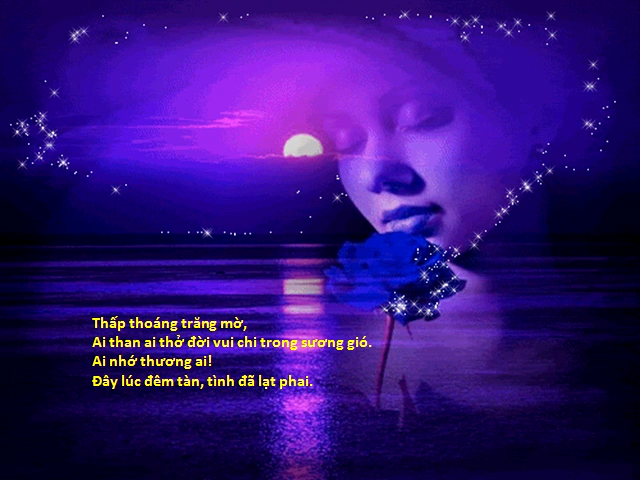 Thấp thoáng trăng mờ,
Ai than ai thở đời vui chi trong sương gió.
Ai nhớ thương ai!
Đây lúc đêm tàn, tình đã lạt phai.